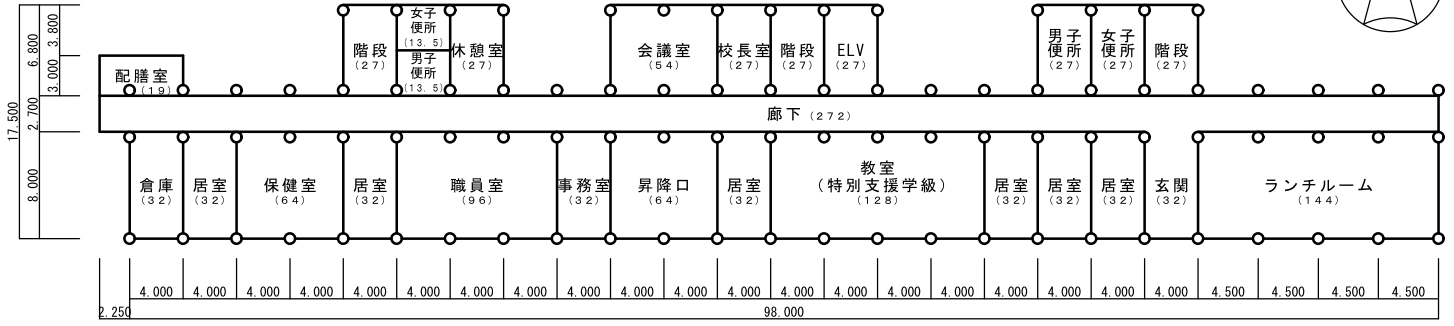 階段
(27)
女子
便所
(13.5)
男子
便所
(13.5)
休憩室
(27)
会議室
(54)
校長室
(27)
階段
(27)
ELV
(27)
男子
便所
(27)
女子
便所
(27)
階段
(27)
配膳室
(19)
廊下(272)
倉庫
(32)
居室
(32)
保健室
(64)
居室
(32)
職員室
(96)
事務室
(32)
昇降口
(64)
居室
(32)
教室
(特別支援学級)
(128)
居室
(32)
居室
(32)
居室
(32)
玄関
(32)
ランチルーム
(144)
17.500
6.800
3.800
3.000
2.700
8.000
4.000 4.000 4.000 4.000 4.000 4.000 4.000 4.000 4.000 4.000 4.000 4.000 4.000 4.000 4.000 4.000 4.000 4.000 4.000 4.000 4.500 4.500 4.500 4.500
2.250
98.000